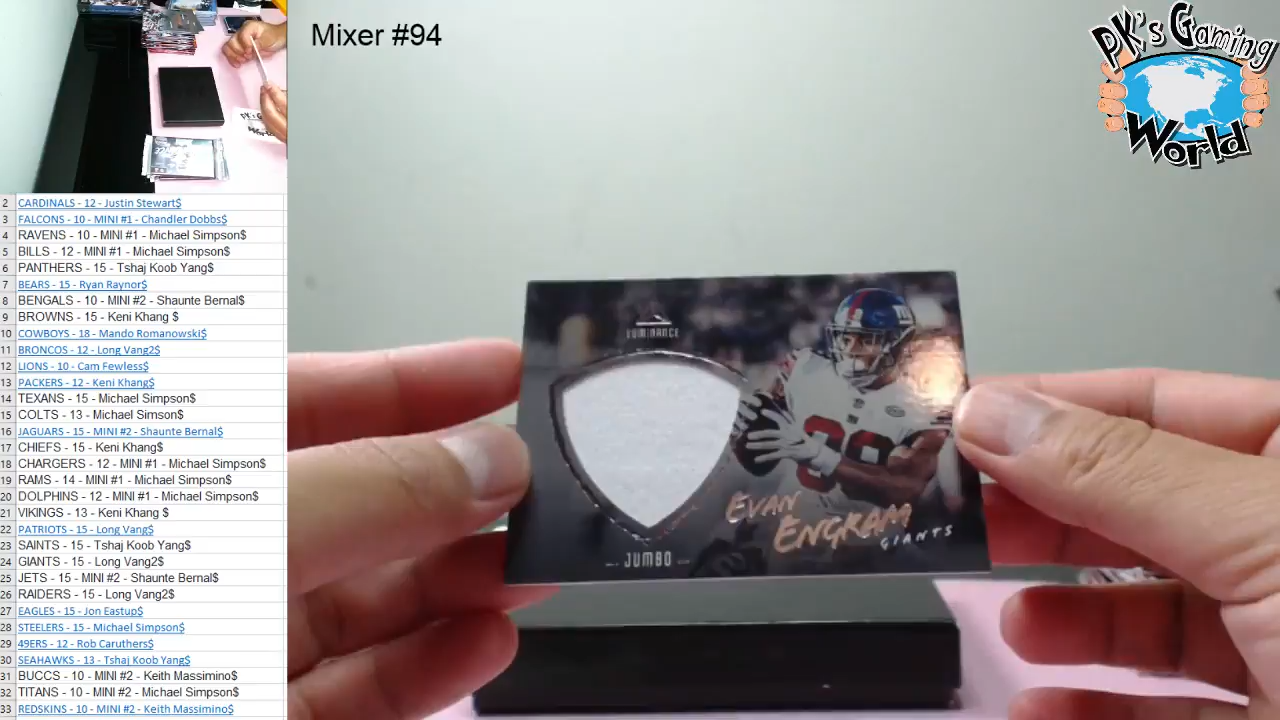 Mixer #94
PK's Gaming
World
2 CARDINALS - 12 - Justin Stewart$
3 FALCONS - 10 - MINI #1 - Chandler Dobbs$
4 RAVENS - 10 - MINI #1 - Michael Simpson$
5 BILLS - 12 - MINI #1 - Michael Simpson$
6 PANTHERS - 15 - Tshaj Koob Yang$
7 BEARS - 15 - Ryan Raynor$
8 BENGALS - 10 - MINI #2 - Shaunte Bernal$
9 BROWNS - 15 - Keni Khang $
10 COWBOYS - 18 - Mando Romanowski$
11 BRONCOS - 12 - Long Vang2$
12 LIONS - 10 - Cam Fewless$
13 PACKERS - 12 - Keni Khang$
14 TEXANS - 15 - Michael Simpson$
15 COLTS - 13 - Michael Simson$
16 JAGUARS - 15 - MINI #2 - Shaunte Bernal$
17 CHIEFS - 15 - Keni Khang$
18 CHARGERS - 12 - MINI #1 - Michael Simpson$
19 RAMS - 14 - MINI #1 - Michael Simpson$
20 DOLPHINS - 12 - MINI #1 - Michael Simpson$
21 VIKINGS - 13 - Keni Khang $
22 PATRIOTS - 15 - Long Vang$
23 SAINTS - 15 - Tshaj Koob Yang$
24 GIANTS - 15 - Long Vang2$
25 JETS - 15 - MINI #2 - Shaunte Bernal$
26 RAIDERS - 15 - Long Vang2$
27 EAGLES - 15 - Jon Eastup$
28 STEELERS - 15 - Michael Simpson$
29 49ERS - 12 - Rob Caruthers$
30 SEAHAWKS - 13 - Tshaj Koob Yang$
31 BUCCS - 10 - MINI #2 - Keith Massimino$
32 TITANS - 10 - MINI #2 - Michael Simpson$
33 REDSKINS - 10 - MINI #2 - Keith Massimino$
LUMINANCE
EVAN
ENGRAM
GIANTS
JUMBO